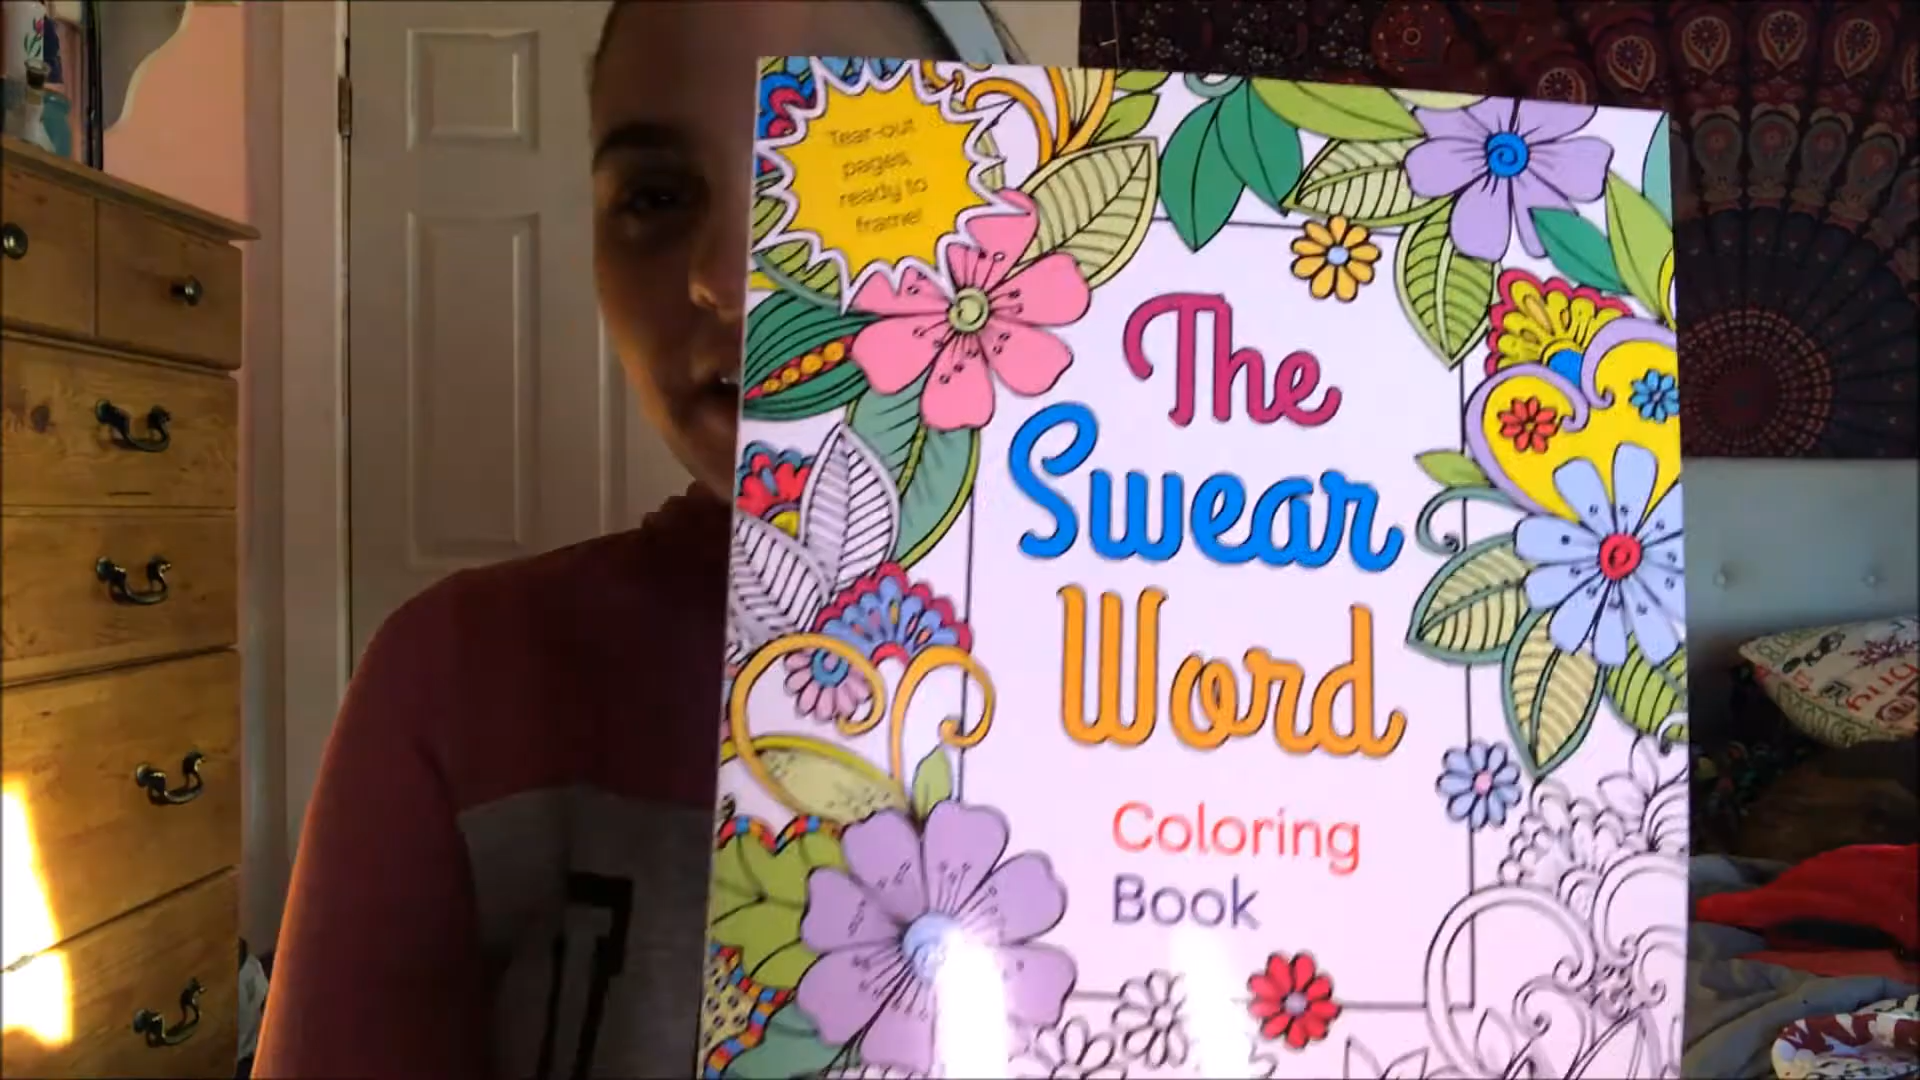 Tear-out
pages,
ready to
frame!
The
Swear
Word
Coloring
Book